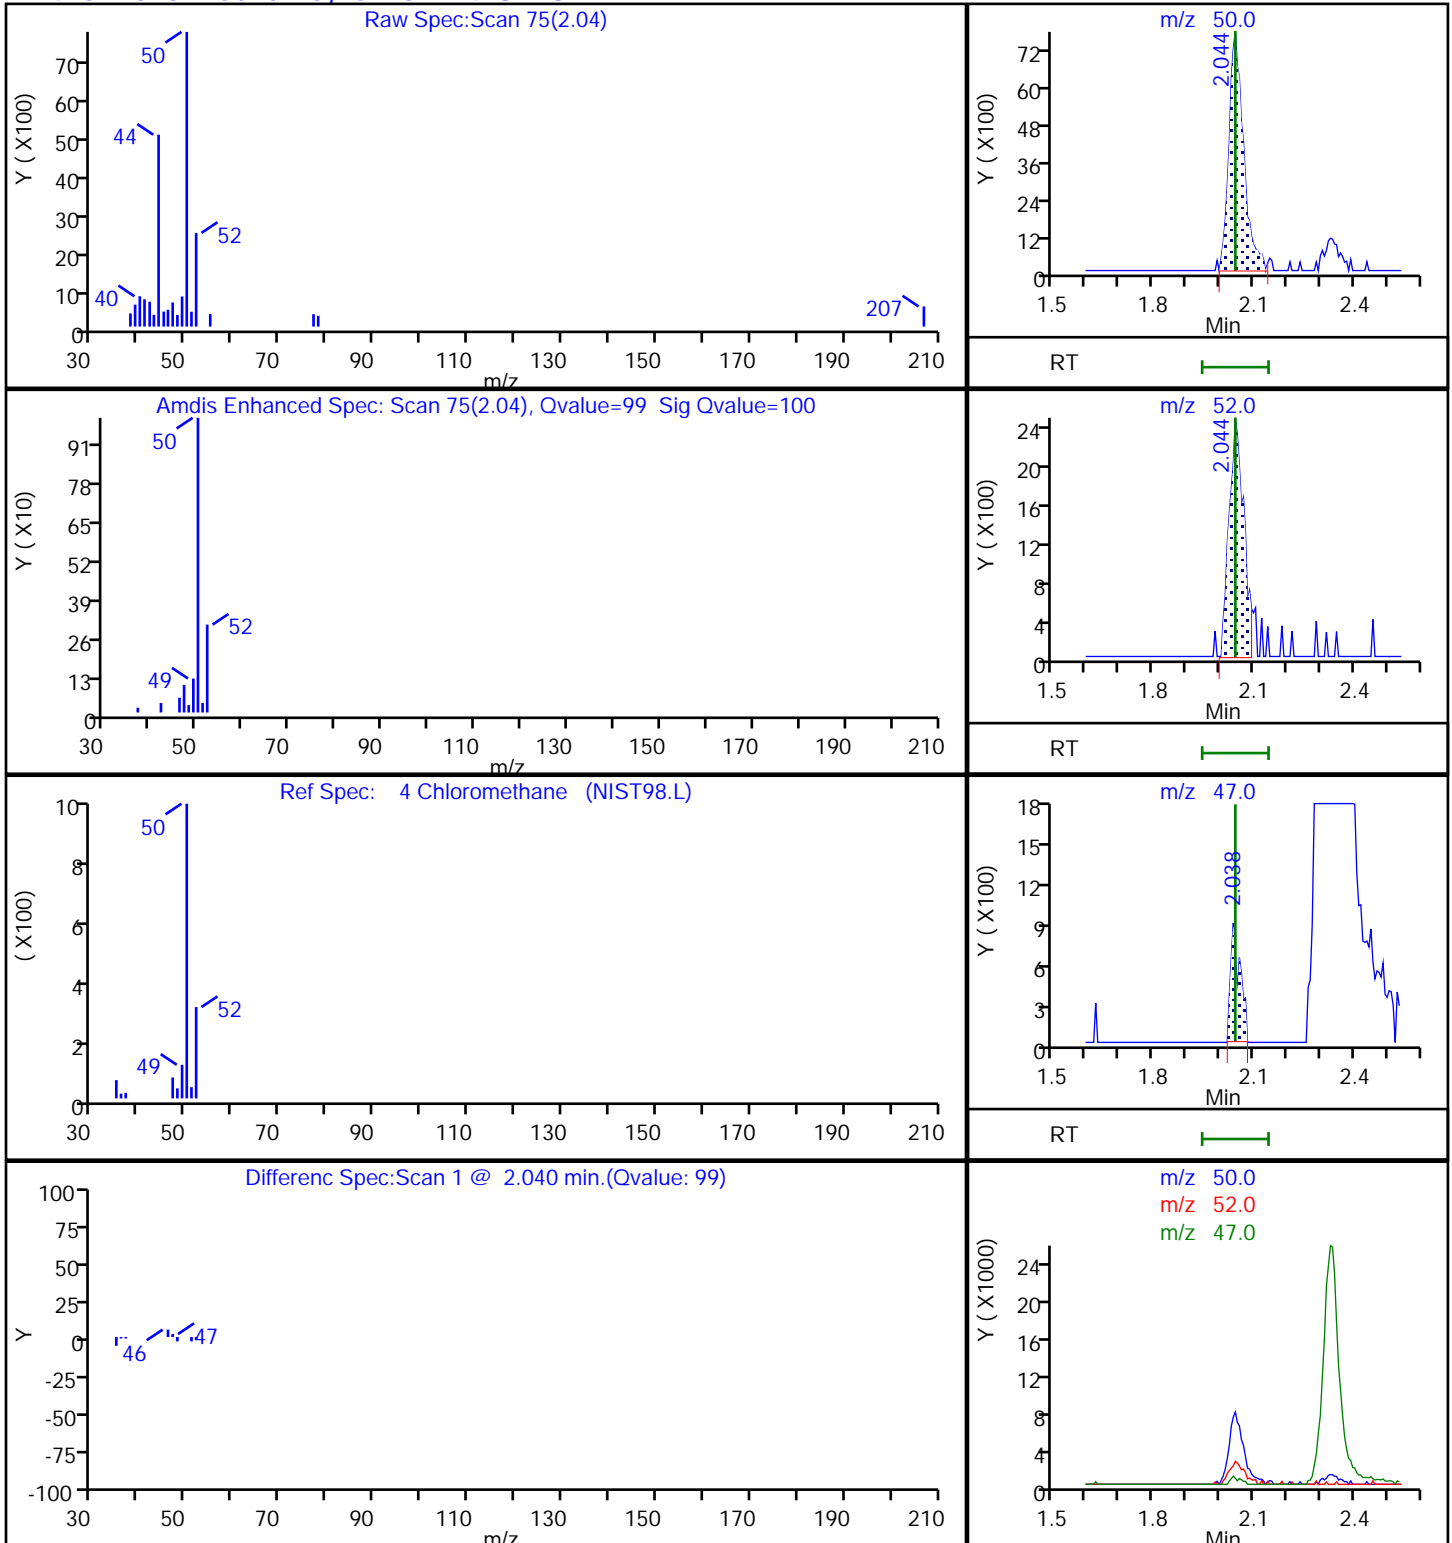 Raw Spec:Scan 75(2.04)
Y ( X100)
70
60
50
40
30
20
10
0
50
44
52
40
207
30 50 70 90 110 130 150 170 190 210
m/z
m/z 50.0
Y ( X100)
72
60
48
36
24
12
0
2.044
1.5 1.8 2.1 2.4
Min
RT
Amdis Enhanced Spec: Scan 75(2.04), Qvalue=99 Sig Qvalue=100
Y ( X10)
91
78
65
52
39
26
13
0
50
52
49
30 50 70 90 110 130 150 170 190 210
m/z
m/z 52.0
Y ( X100)
24
20
16
12
8
4
0
2.044
1.5 1.8 2.1 2.4
Min
RT
Ref Spec: 4 Chloromethane (NIST98.L)
( X100)
10
8
6
4
2
0
50
52
49
30 50 70 90 110 130 150 170 190 210
m/z 47.0
Y ( X100)
18
15
12
9
6
3
0
2.038
1.5 1.8 2.1 2.4
Min
RT
Differenc Spec:Scan 1 @ 2.040 min.(Qvalue: 99)
Y
100
75
50
25
0
-25
-50
-75
-100
46
47
30 50 70 90 110 130 150 170 190 210
m/z
m/z 50.0
m/z 52.0
m/z 47.0
Y ( X1000)
24
20
16
12
8
4
0
1.5 1.8 2.1 2.4
Min